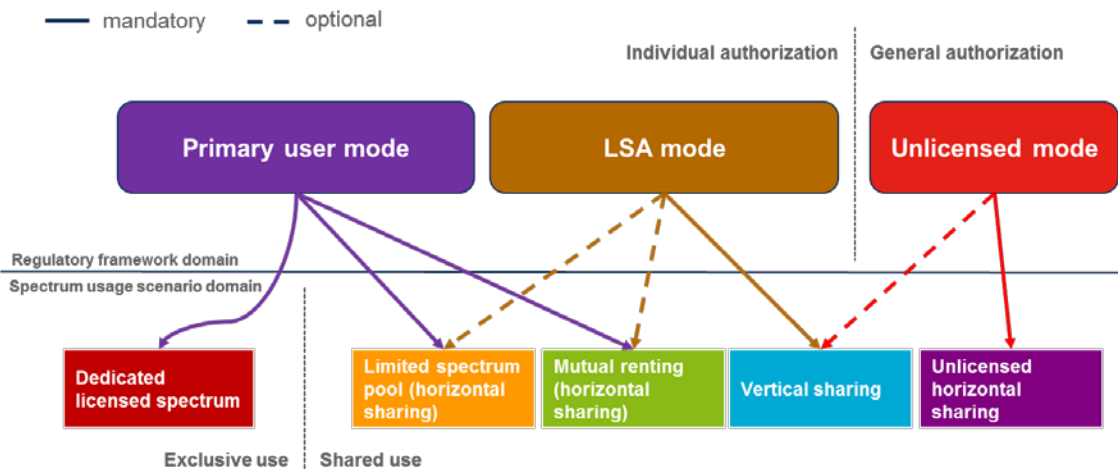 mandatory optional
Individual authorization General authorization
Primary user mode LSA mode Unlicensed mode
Regulatory framework domain
Spectrum usage scenario domain
Dedicated
licensed spectrum
Limited spectrum
pool (horizontal
sharing)
Mutual renting
(horizontal
sharing)
Vertical sharing
Unlicensed
horizontal
sharing
Exclusive use Shared use